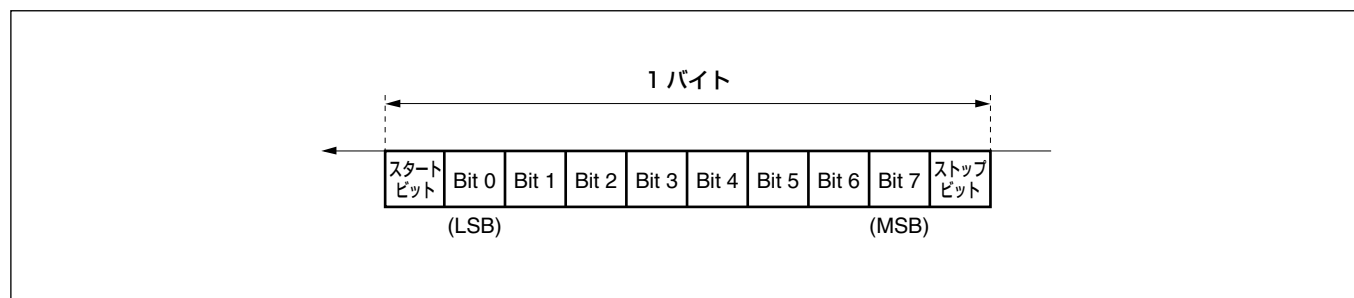 1 バイト
スタート
ビット
Bit 0
Bit 1
Bit 2
Bit 3
Bit 4
Bit 5
Bit 6
Bit 7
ストップ
ビット
(LSB)
(MSB)